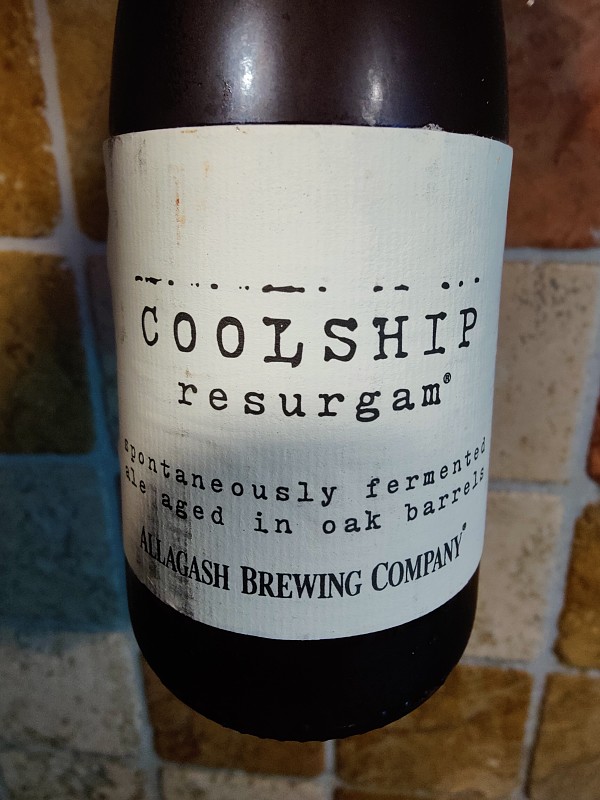 COOLSHIP
resurgam®
spontaneously fermented
ale aged in oak barrels
ALLAGASH BREWING COMPANY®